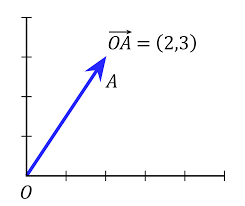 OA = (2,3)
A
O